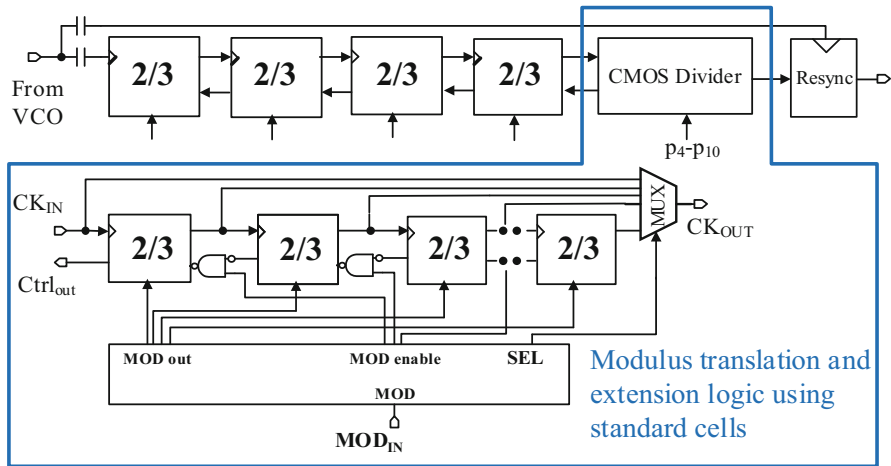 From
VCO
2/3
2/3
2/3
2/3
CMOS Divider
Resync
p4-p10
CKIN
Ctrlout
2/3
2/3
2/3
2/3
MUX
CKOUT
MOD out
MOD enable
SEL
MOD
MODIN
Modulus translation and
extension logic using
standard cells